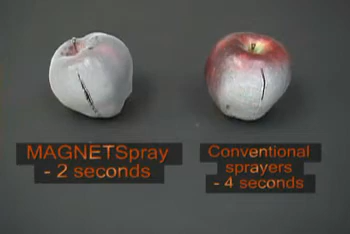 MAGNETSpray
- 2 seconds
Conventional
sprayers
- 4 seconds